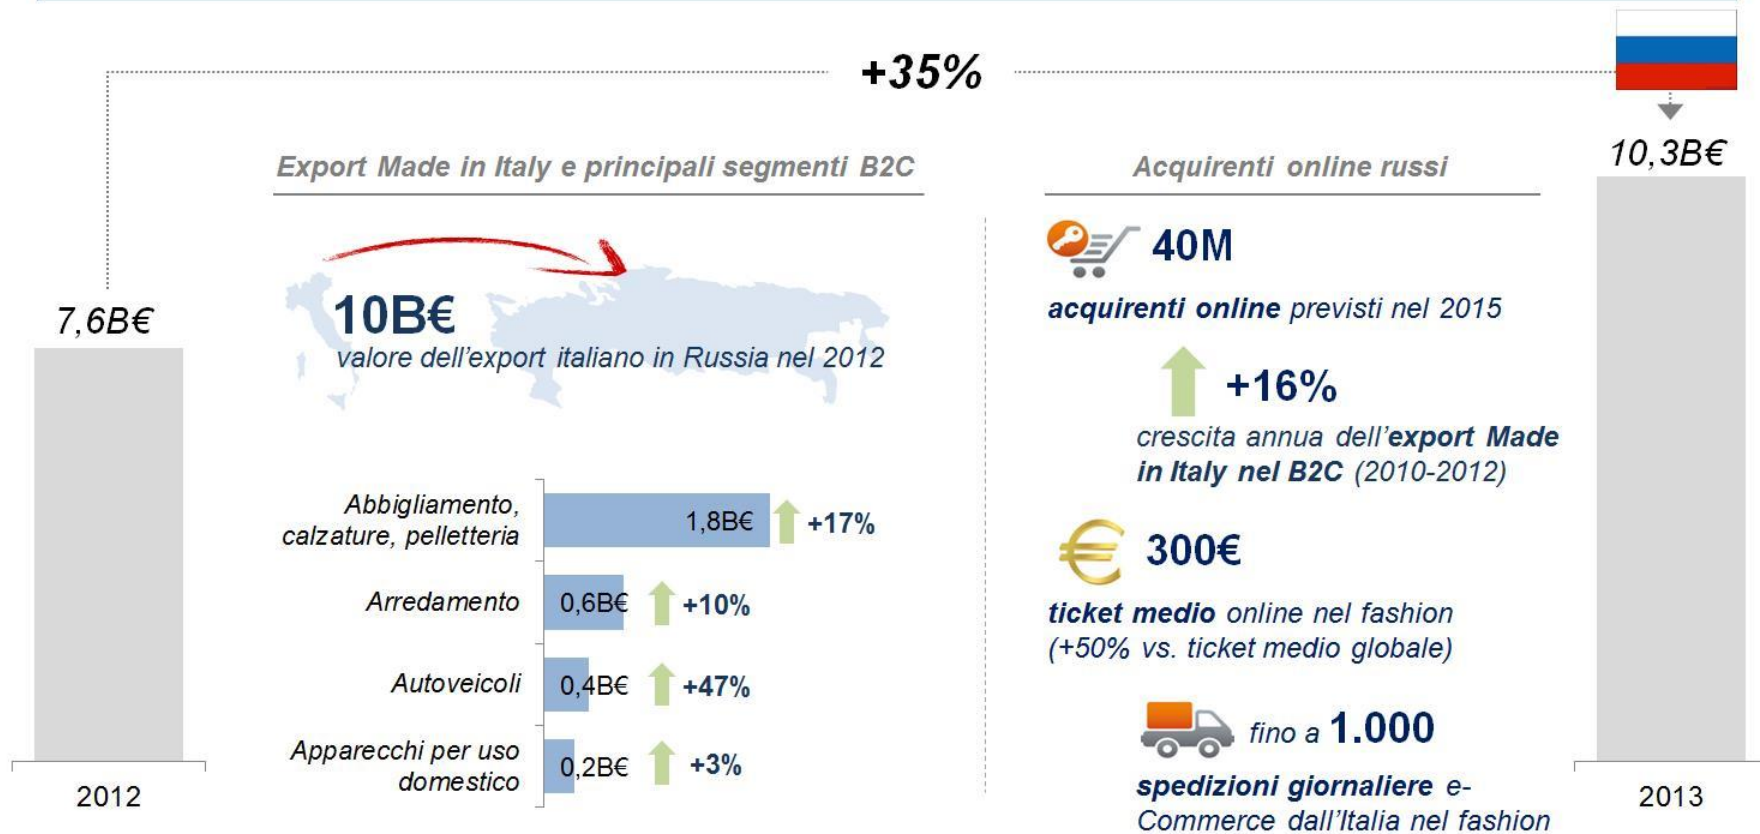 +35%
7,6B€
2012
Export Made in Italy e principali segmenti B2C
10B€
valore dell'export italiano in Russia nel 2012
Abbigliamento,
calzature, pelletteria
1,8B€ +17%
Arredamento
0,6B€ +10%
Autoveicoli
0,4B€ +47%
Apparecchi per uso
domestico
0,2B€ +3%
Acquirenti online russi
40M
acquirenti online previsti nel 2015
+16%
crescita annua dell'export Made
in Italy nel B2C (2010-2012)
300€
ticket medio online nel fashion
(+50% vs. ticket medio globale)
fino a 1.000
spedizioni giornaliere e-
Commerce dall'Italia nel fashion
10,3B€
2013